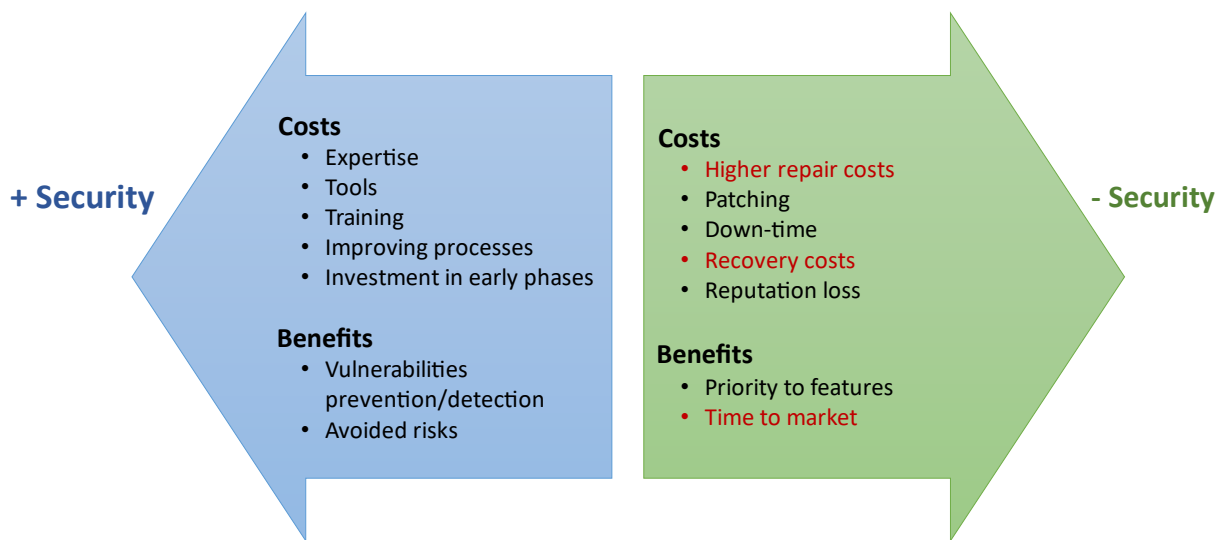 + Security
Costs
• Expertise
• Tools
• Training
• Improving processes
• Investment in early phases
Benefits
• Vulnerabilities
prevention/detection
• Avoided risks
Costs
• Higher repair costs
• Patching
• Down-time
• Recovery costs
• Reputation loss
Benefits
• Priority to features
• Time to market
- Security